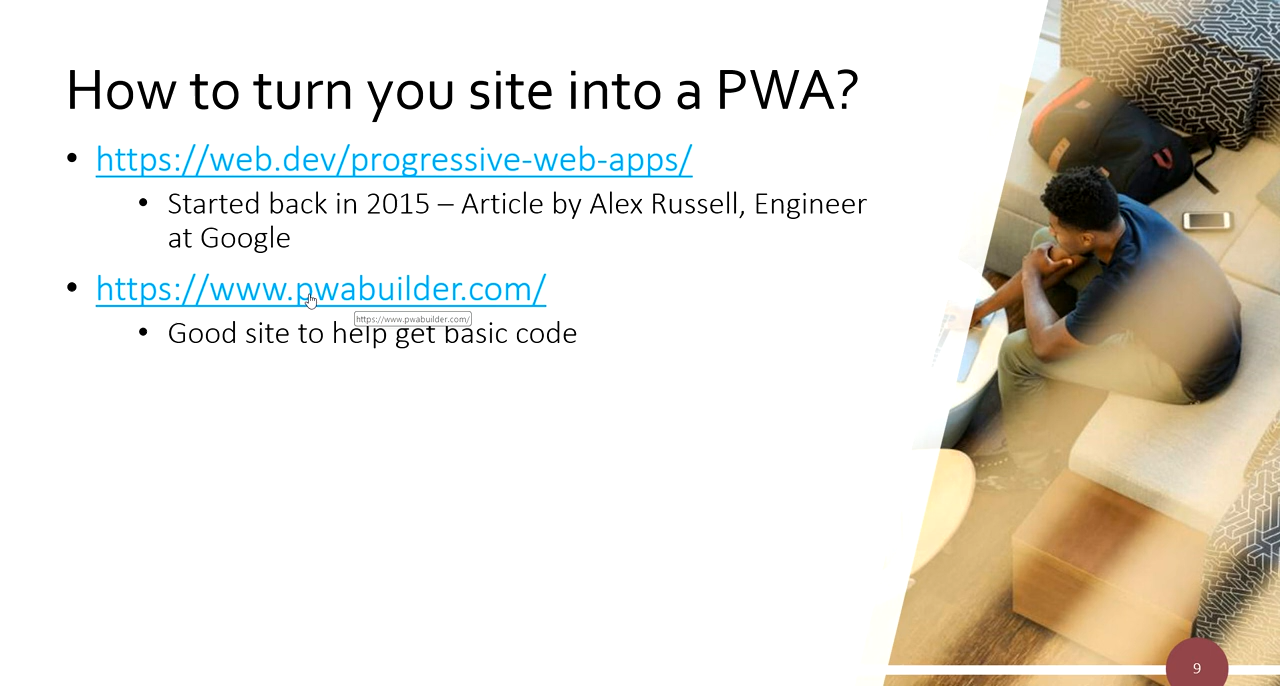 How to turn you site into a PWA?
• https://web.dev/progressive-web-apps/
• Started back in 2015 – Article by Alex Russell, Engineer
at Google
• https://www.pwabuilder.com/
https://www.pwabuilder.com/
• Good site to help get basic code
9